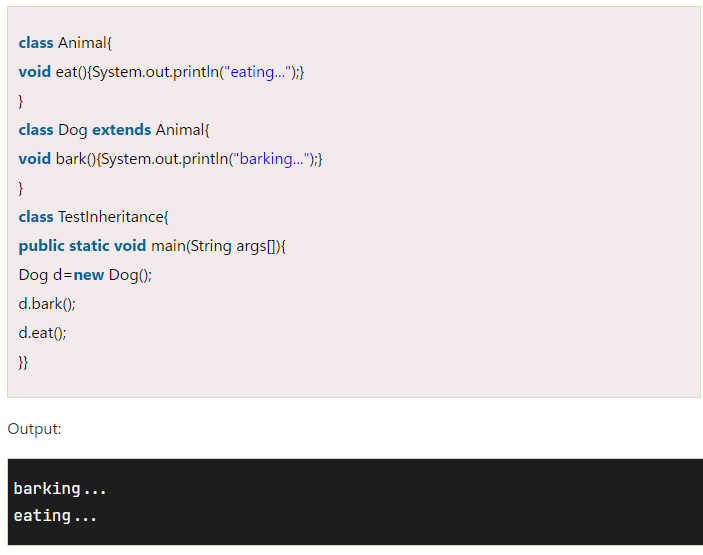 class Animal{
void eat(){System.out.println("eating...");}
}
class Dog extends Animal{
void bark(){System.out.println("barking...");}
}
class TestInheritance{
public static void main(String args[]){
Dog d=new Dog();
d.bark();
d.eat();
}}
Output:
barking...
eating...